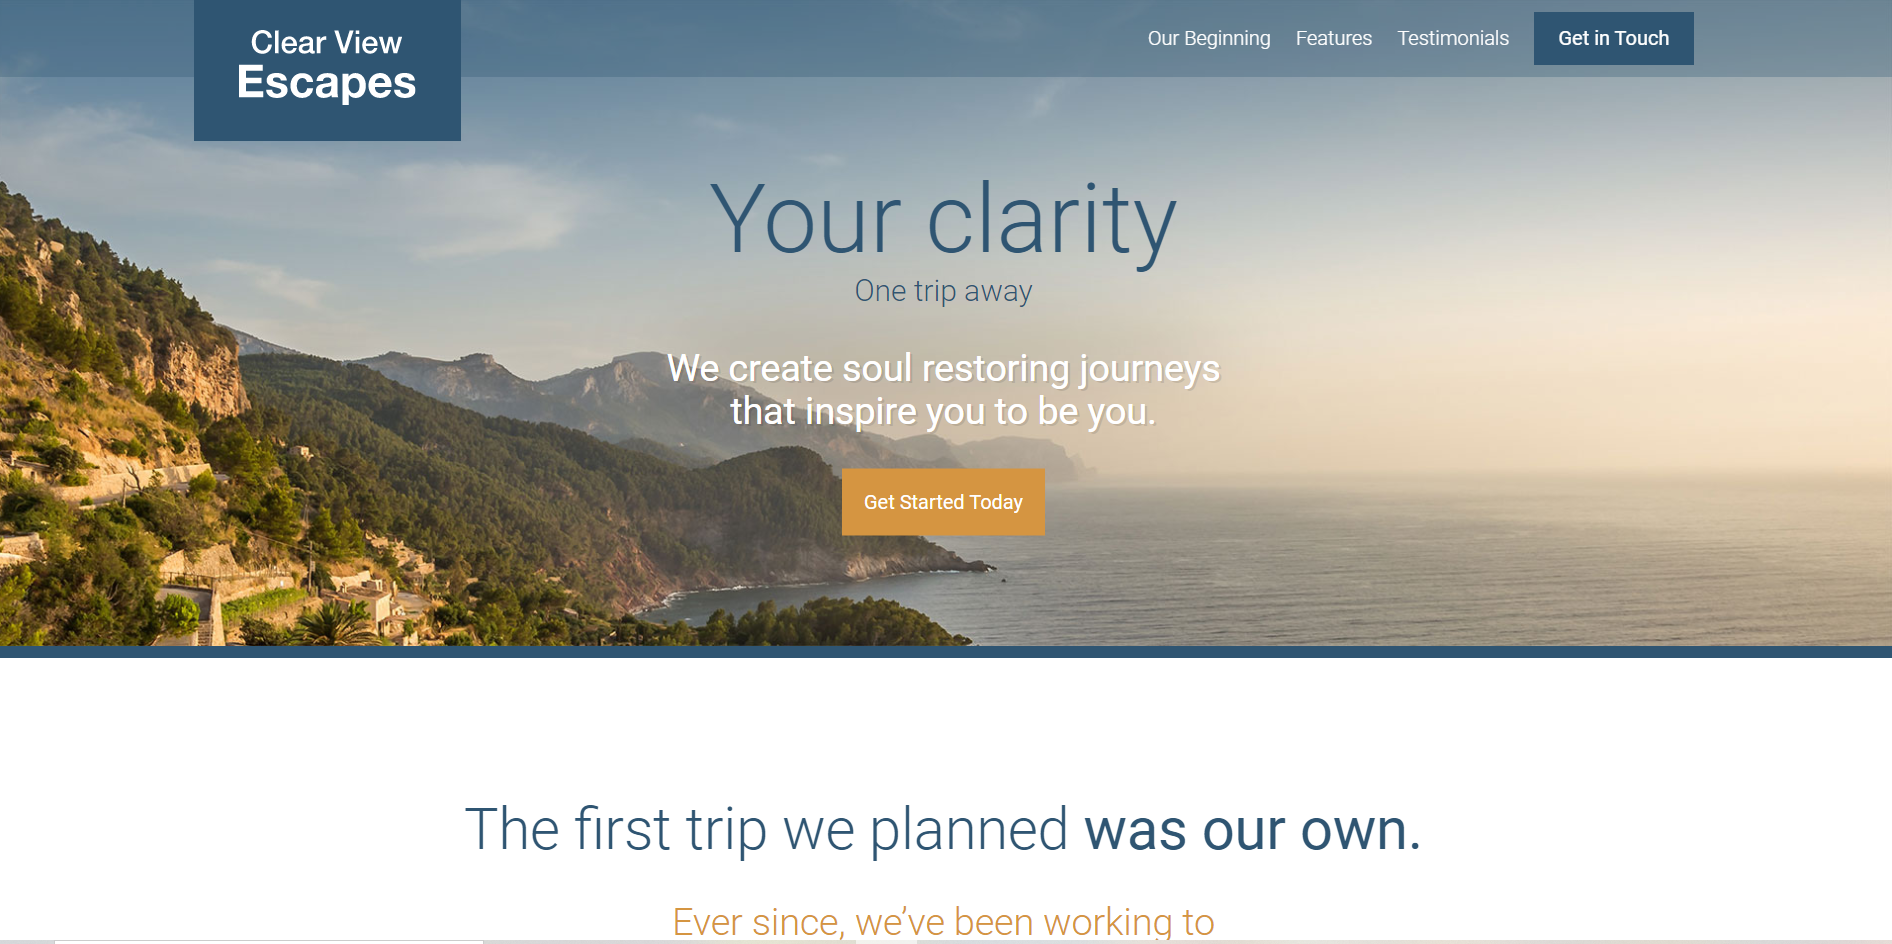 Clear View
Escapes
Our Beginning
Features
Testimonials
Get in Touch
Your clarity
One trip away
We create soul restoring journeys
that inspire you to be you.
Get Started Today
The first trip we planned was our own.
Ever since, we’ve been working to